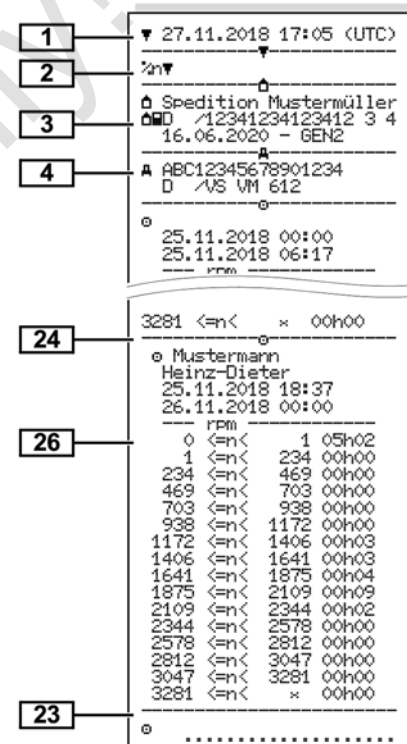 1 ▼ 27.11.2018 17:05 (UTC)
2 %n▼
Spedition Mustermüller
3 D /12341234123412 3 4
16.06.2020 - GEN2
4 A ABC12345678901234
D /VS VM 612
25.11.2018 00:00
25.11.2018 06:17
--- rpm ---
3281 <=n< × 00h00
24
Mustermann
Heinz-Dieter
25.11.2018 18:37
26.11.2018 00:00
--- rpm ---
26 0 <=n< 1 05h02
1 <=n< 234 00h00
234 <=n< 469 00h00
469 <=n< 703 00h00
703 <=n< 938 00h00
938 <=n< 1172 00h00
1172 <=n< 1406 00h03
1406 <=n< 1641 00h03
1641 <=n< 1875 00h04
1875 <=n< 2109 00h09
2109 <=n< 2344 00h02
2344 <=n< 2578 00h00
2578 <=n< 2812 00h00
2812 <=n< 3047 00h00
3047 <=n< 3281 00h00
3281 <=n< × 00h00
23
....................